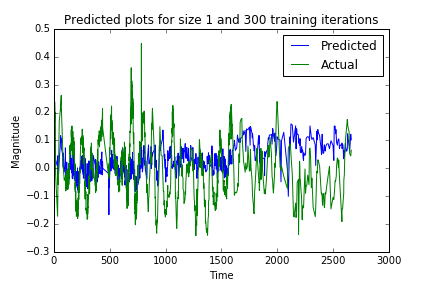 Predicted plots for size 1 and 300 training iterations
Predicted
Actual
0.5
0.4
0.3
0.2
0.1
0.0
−0.1
−0.2
−0.3
Magnitude
0 500 1000 1500 2000 2500 3000
Time